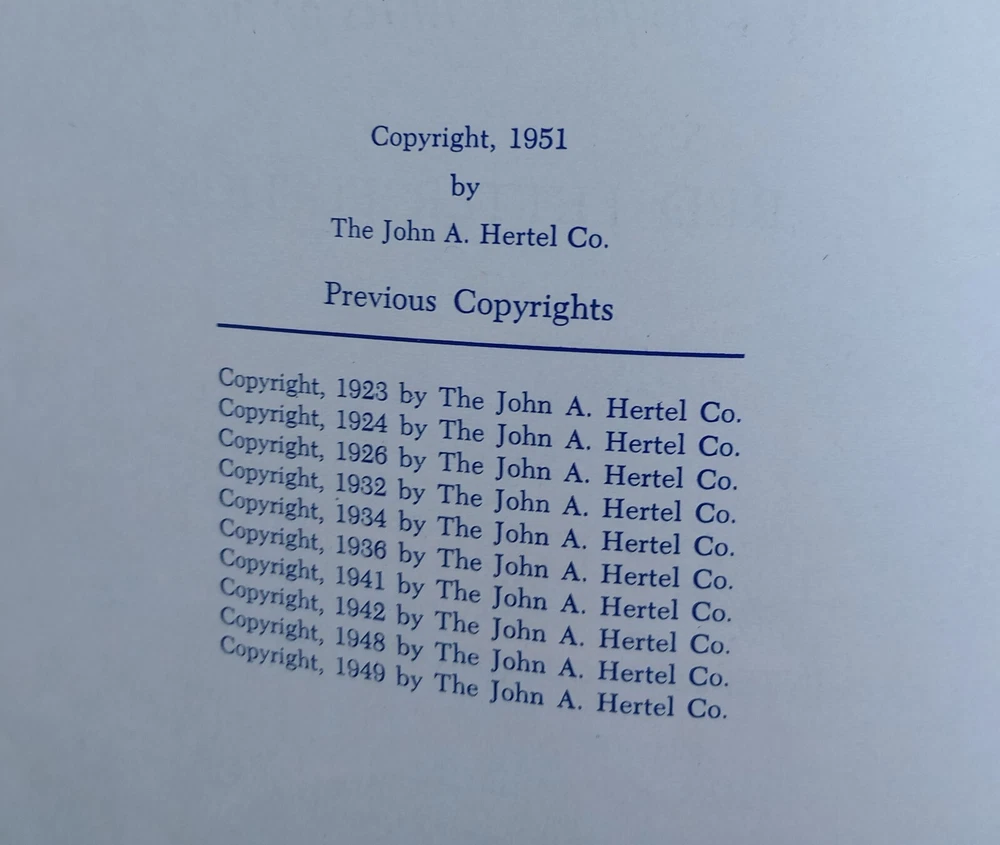 Copyright, 1951
by
The John A. Hertel Co.
Previous Copyrights
Copyright, 1923 by The John A. Hertel Co.
Copyright, 1924 by The John A. Hertel Co.
Copyright, 1926 by The John A. Hertel Co.
Copyright, 1932 by The John A. Hertel Co.
Copyright, 1934 by The John A. Hertel Co.
Copyright, 1936 by The John A. Hertel Co.
Copyright, 1941 by The John A. Hertel Co.
Copyright, 1942 by The John A. Hertel Co.
Copyright, 1948 by The John A. Hertel Co.
Copyright, 1949 by The John A. Hertel Co.